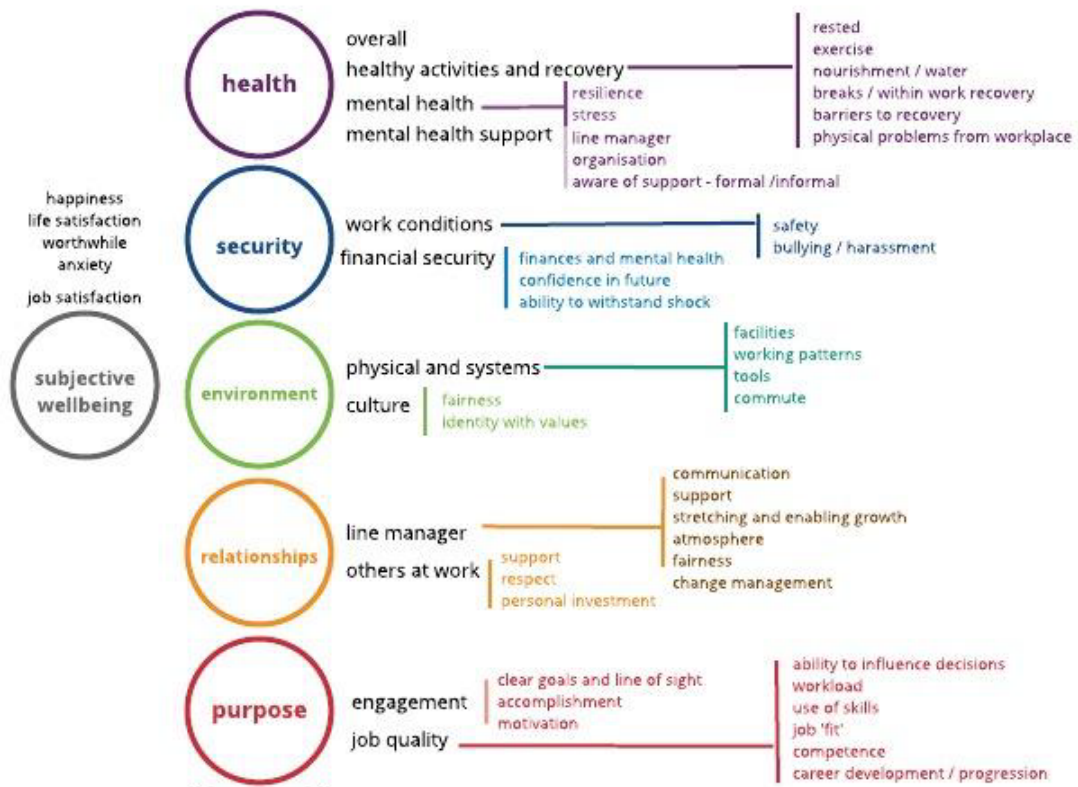 happiness
life satisfaction
worthwhile
anxiety
job satisfaction
subjective
wellbeing
health
overall
healthy activities and recovery
rested
exercise
nourishment / water
breaks / within work recovery
barriers to recovery
physical problems from workplace
mental health
resilience
stress
mental health support
line manager
organisation
aware of support - formal /informal
security
work conditions
safety
bullying / harassment
financial security
finances and mental health
confidence in future
ability to withstand shock
environment
physical and systems
facilities
working patterns
tools
commute
culture
fairness
identity with values
relationships
line manager
communication
support
stretching and enabling growth
atmosphere
fairness
change management
others at work
support
respect
personal investment
purpose
engagement
clear goals and line of sight
accomplishment
motivation
job quality
ability to influence decisions
workload
use of skills
job 'fit'
competence
career development / progression